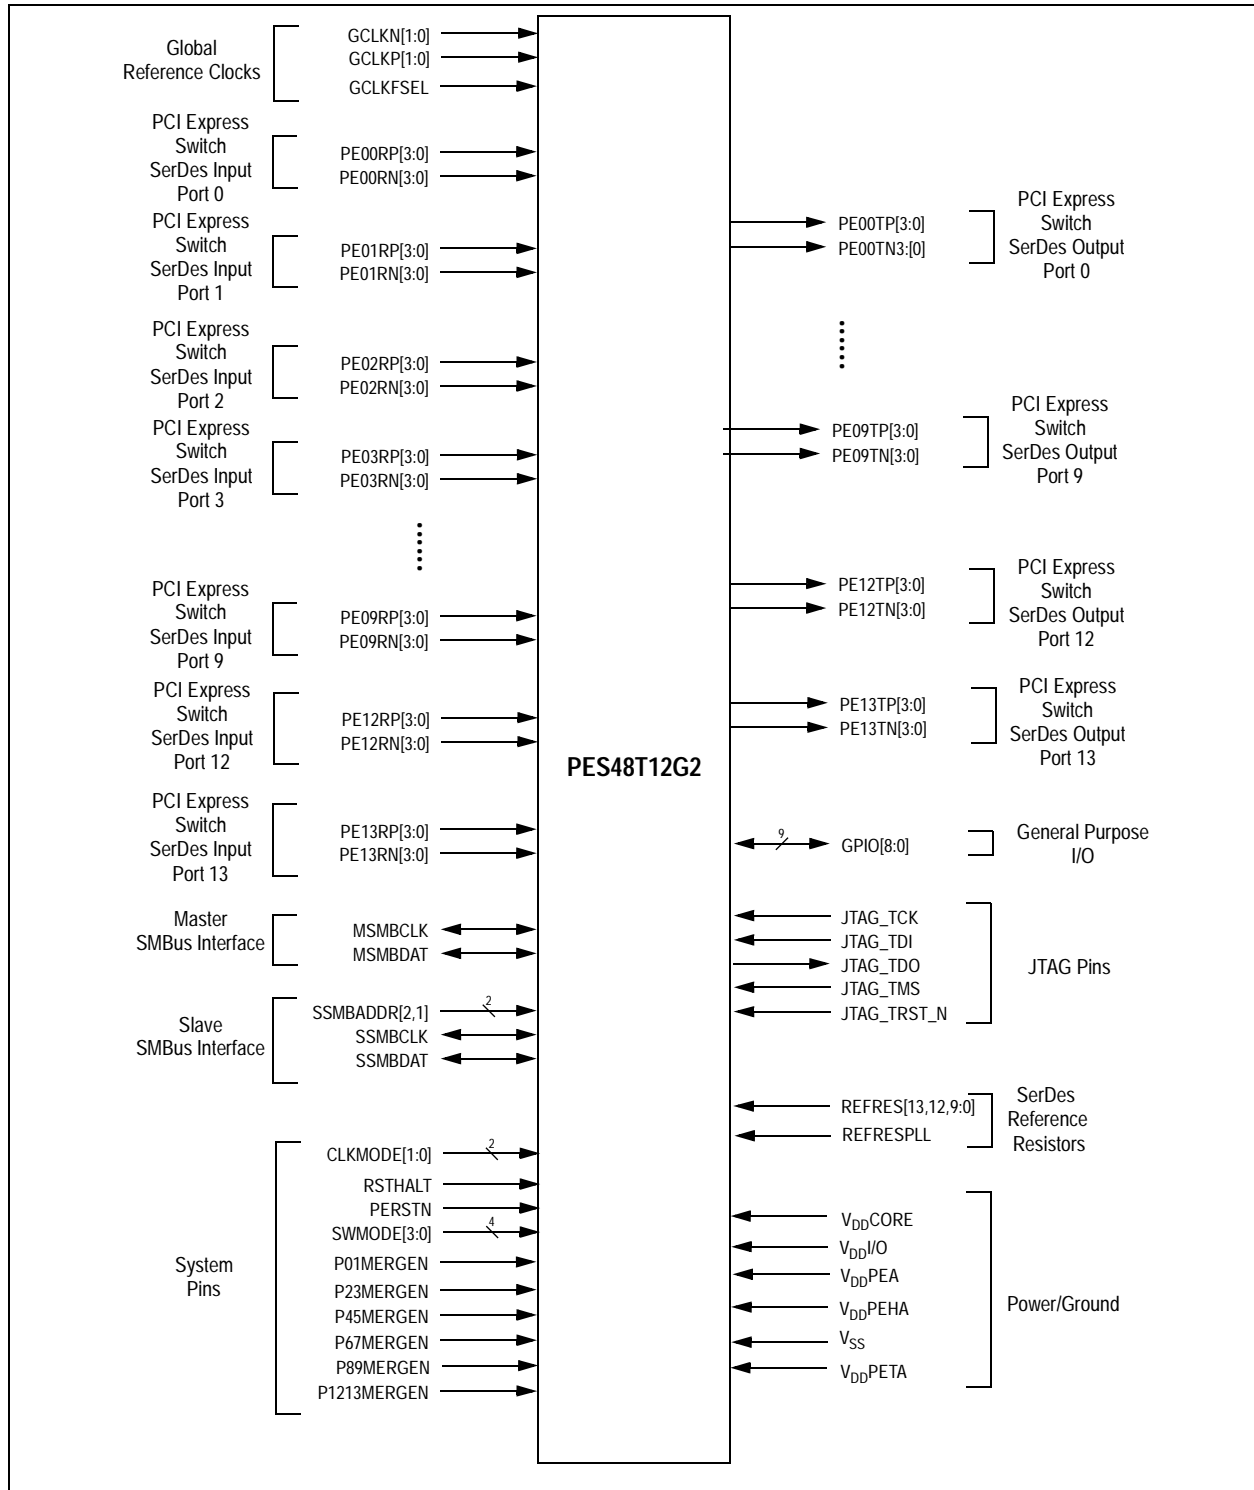 Global
Reference Clocks
GCLKN[1:0]
GCLKP[1:0]
GCLKFSEL
PCI Express
Switch
SerDes Input
Port 0
PE00RP[3:0]
PE00RN[3:0]
PCI Express
Switch
SerDes Input
Port 1
PE01RP[3:0]
PE01RN[3:0]
PCI Express
Switch
SerDes Input
Port 2
PE02RP[3:0]
PE02RN[3:0]
PCI Express
Switch
SerDes Input
Port 3
PE03RP[3:0]
PE03RN[3:0]
PCI Express
Switch
SerDes Input
Port 9
PE09RP[3:0]
PE09RN[3:0]
PCI Express
Switch
SerDes Input
Port 12
PE12RP[3:0]
PE12RN[3:0]
PCI Express
Switch
SerDes Input
Port 13
PE13RP[3:0]
PE13RN[3:0]
Master
SMBus Interface
MSMBCLK
MSMBDAT
Slave
SMBus Interface
SSMBADDR[2,1]
2
SSMBCLK
SSMBDAT
System
Pins
CLKMODE[1:0]
2
RSTHALT
PERSTN
SWMODE[3:0]
4
P01MERGEN
P23MERGEN
P45MERGEN
P67MERGEN
P89MERGEN
P1213MERGEN
PES48T12G2
PE00TP[3:0]
PE00TN3:[0]
PCI Express
Switch
SerDes Output
Port 0
PE09TP[3:0]
PE09TN[3:0]
PCI Express
Switch
SerDes Output
Port 9
PE12TP[3:0]
PE12TN[3:0]
PCI Express
Switch
SerDes Output
Port 12
PE13TP[3:0]
PE13TN[3:0]
PCI Express
Switch
SerDes Output
Port 13
9
GPIO[8:0]
General Purpose
I/O
JTAG_TCK
JTAG_TDI
JTAG_TDO
JTAG_TMS
JTAG_TRST_N
JTAG Pins
REFRES[13,12,9:0]
REFRESPLL
SerDes
Reference
Resistors
VDDCORE
VDDI/O
VDDPEA
VDDPEHA
VSS
VDDPETA
Power/Ground